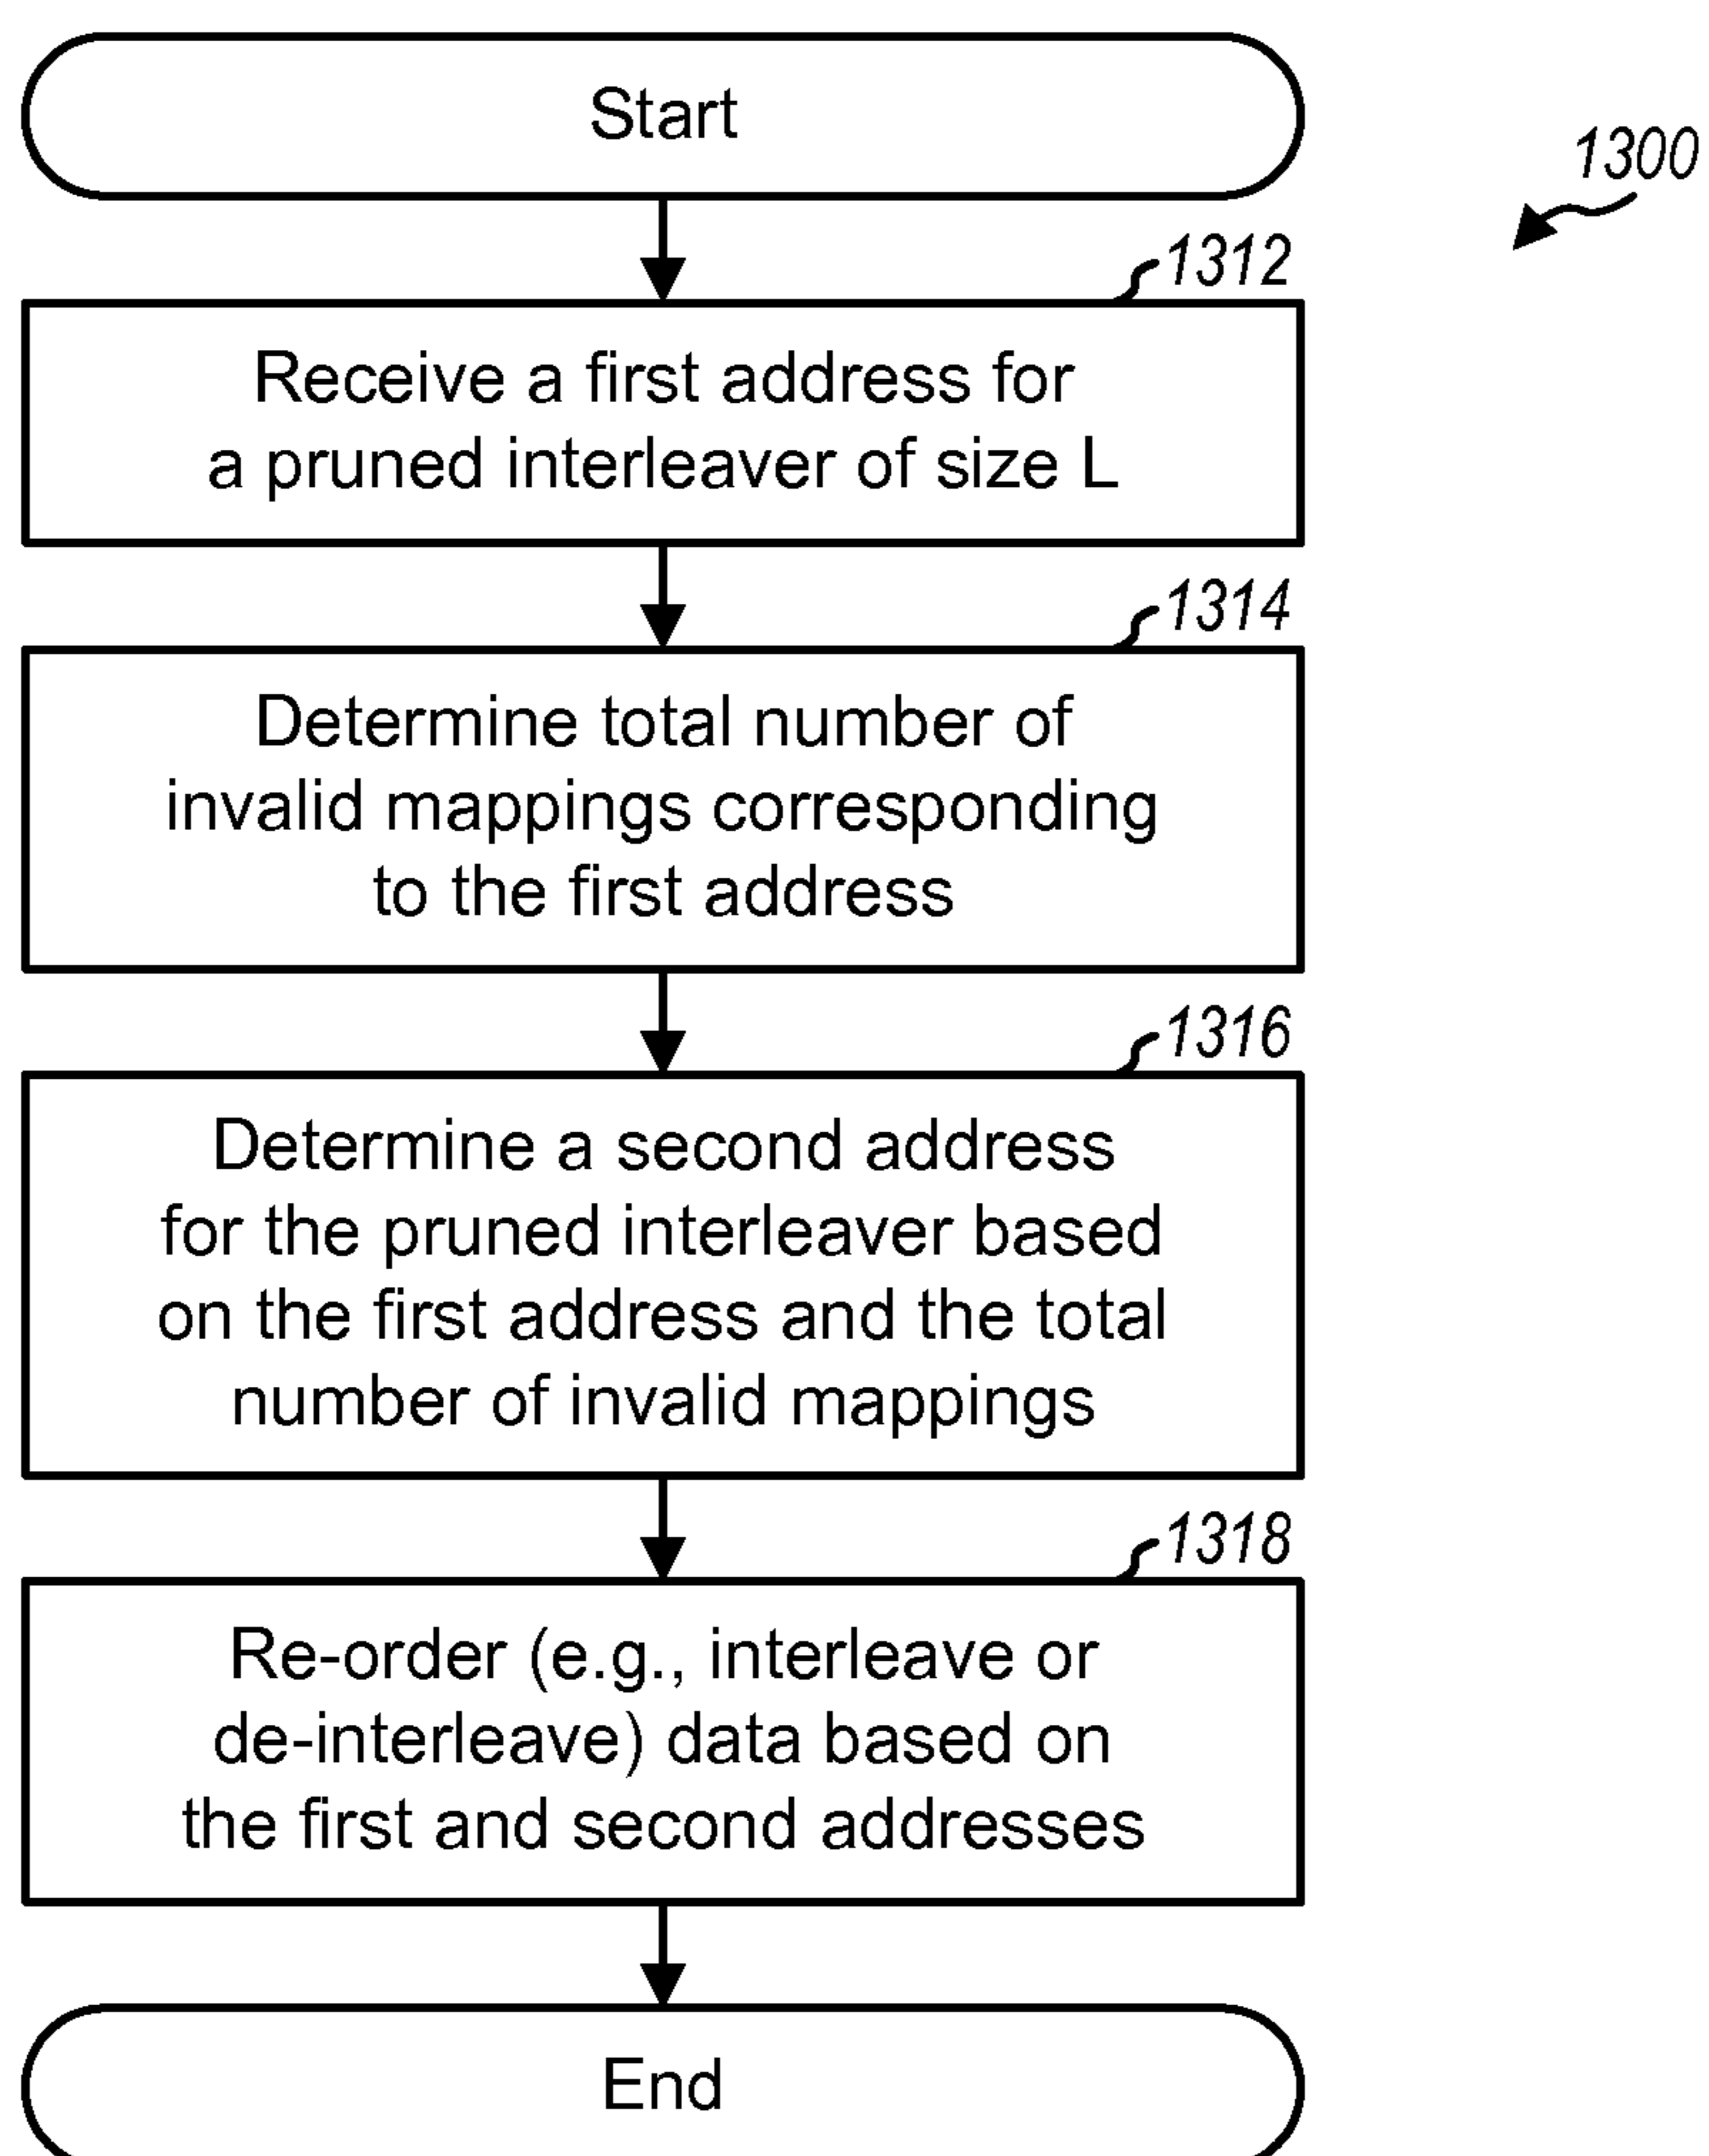 Start
1300
1312
Receive a first address for
a pruned interleaver of size L
1314
Determine total number of
invalid mappings corresponding
to the first address
1316
Determine a second address
for the pruned interleaver based
on the first address and the total
number of invalid mappings
1318
Re-order (e.g., interleave or
de-interleave) data based on
the first and second addresses
End